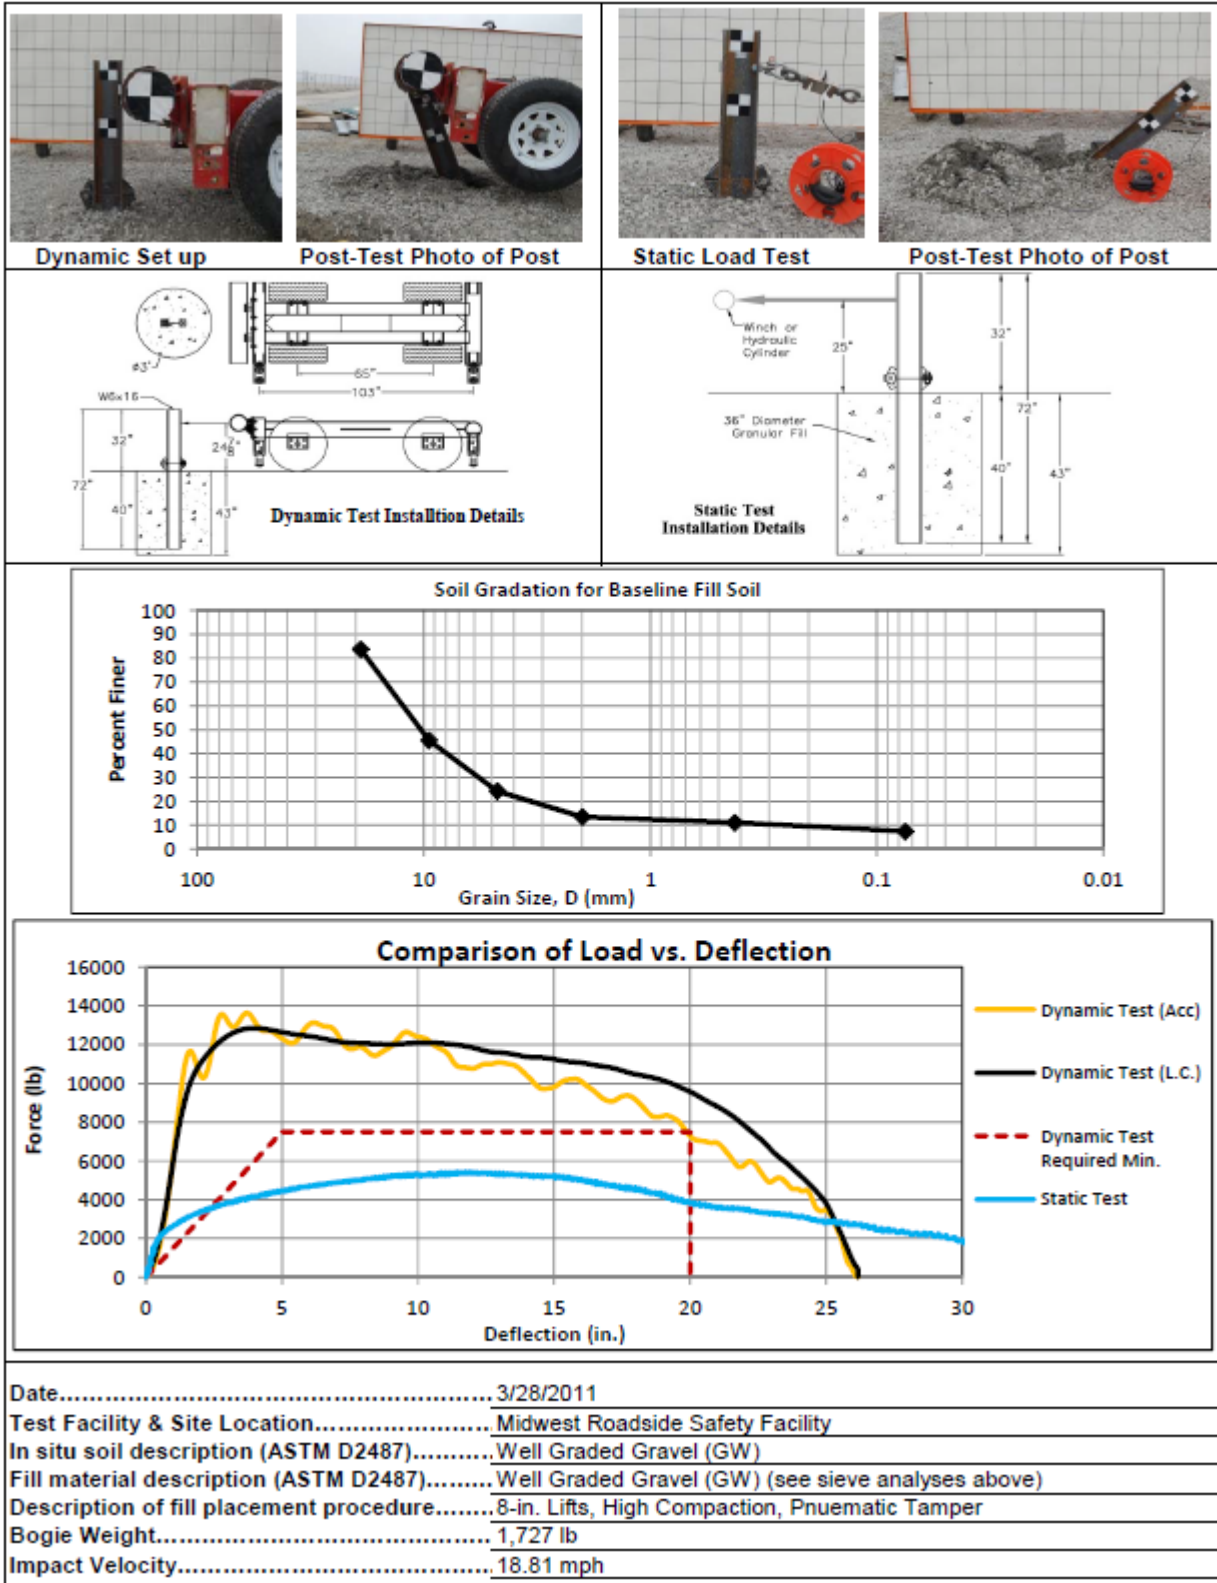 Dynamic Set up
Post-Test Photo of Post
Static Load Test
Post-Test Photo of Post
ø3'
65"
103"
W6x16
32"
24 7/8"
72"
40"
43"
Dynamic Test Installtion Details
Winch or
Hydraulic
Cylinder
25"
32"
36" Diameter
Granular Fill
72"
40"
43"
Static Test
Installation Details
Soil Gradation for Baseline Fill Soil
Percent Finer
100
90
80
70
60
50
40
30
20
10
0
100 10 1 0.1 0.01
Grain Size, D (mm)
Comparison of Load vs. Deflection
Force (lb)
16000
14000
12000
10000
8000
6000
4000
2000
0
0 5 10 15 20 25 30
Deflection (in.)
Dynamic Test (Acc)
Dynamic Test (L.C.)
Dynamic Test
Required Min.
Static Test
Date.................................................... 3/28/2011
Test Facility & Site Location..................... Midwest Roadside Safety Facility
In situ soil description (ASTM D2487)......... Well Graded Gravel (GW)
Fill material description (ASTM D2487)........ Well Graded Gravel (GW) (see sieve analyses above)
Description of fill placement procedure........ 8-in. Lifts, High Compaction, Pnuematic Tamper
Bogie Weight......................................... 1,727 lb
Impact Velocity...................................... 18.81 mph